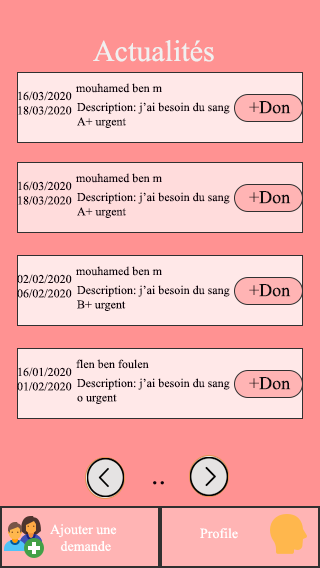 Actualités
16/03/2020
18/03/2020
mouhamed ben m
Description: j'ai besoin du sang
A+ urgent
+Don
16/03/2020
18/03/2020
mouhamed ben m
Description: j'ai besoin du sang
A+ urgent
+Don
02/02/2020
06/02/2020
mouhamed ben m
Description: j'ai besoin du sang
B+ urgent
+Don
16/01/2020
01/02/2020
flen ben foulen
Description: j'ai besoin du sang
o urgent
+Don
..
Ajouter une
demande
Profile